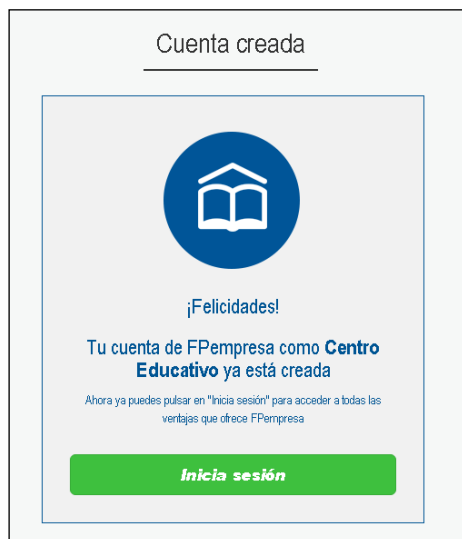 Cuenta creada
¡Felicidades!
Tu cuenta de FPempresa como Centro
Educativo ya está creada
Ahora ya puedes pulsar en "Inicia sesión" para acceder a todas las
ventajas que ofrece FPempresa
Inicia sesión